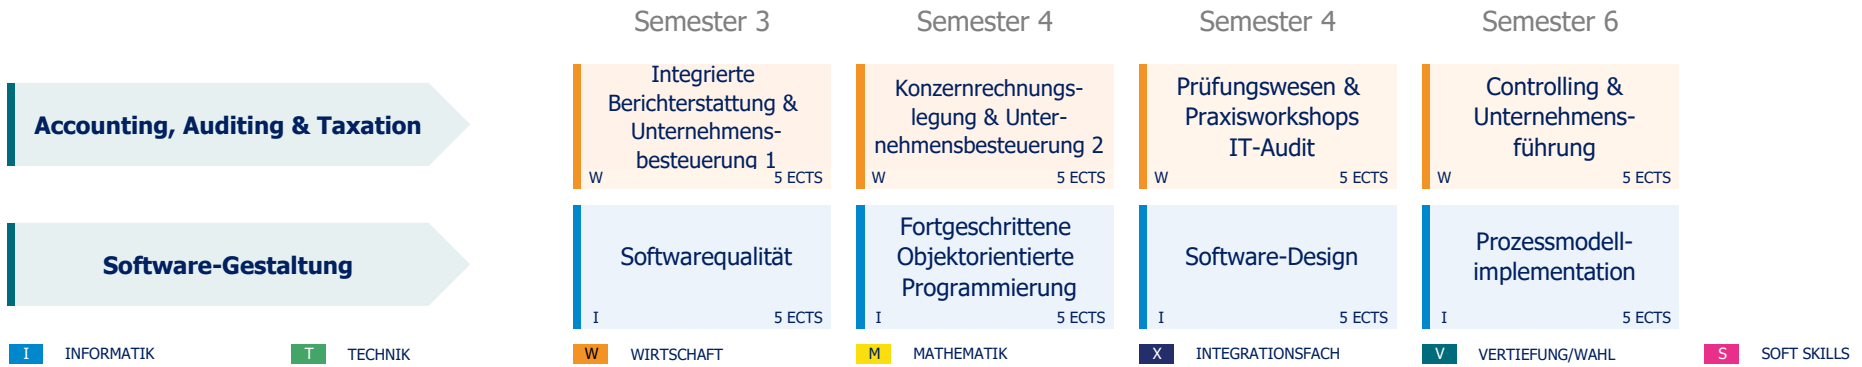 Semester 3
Semester 4
Semester 4
Semester 6
Accounting, Auditing & Taxation
Integrierte
Berichterstattung &
Unternehmens-
besteuerung 1
W
5 ECTS
Konzernrechnungs-
legung & Unter-
nehmensbesteuerung 2
W
5 ECTS
Prüfungswesen &
Praxisworkshops
IT-Audit
W
5 ECTS
Controlling &
Unternehmens-
führung
W
5 ECTS
Software-Gestaltung
Softwarequalität
I
5 ECTS
Fortgeschrittene
Objektorientierte
Programmierung
I
5 ECTS
Software-Design
I
5 ECTS
Prozessmodell-
implementation
I
5 ECTS
I INFORMATIK
T TECHNIK
W WIRTSCHAFT
M MATHEMATIK
X INTEGRATIONSFACH
V VERTIEFUNG/WAHL
S SOFT SKILLS